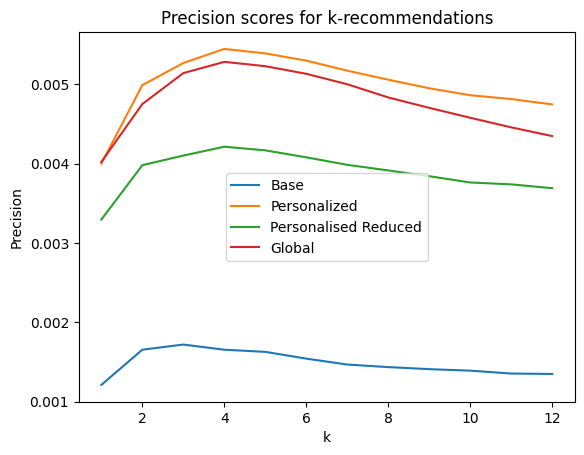 Precision scores for k-recommendations
Precision
0.005
0.004
0.003
0.002
0.001
Base
Personalized
Personalised Reduced
Global
2 4 6 8 10 12
k